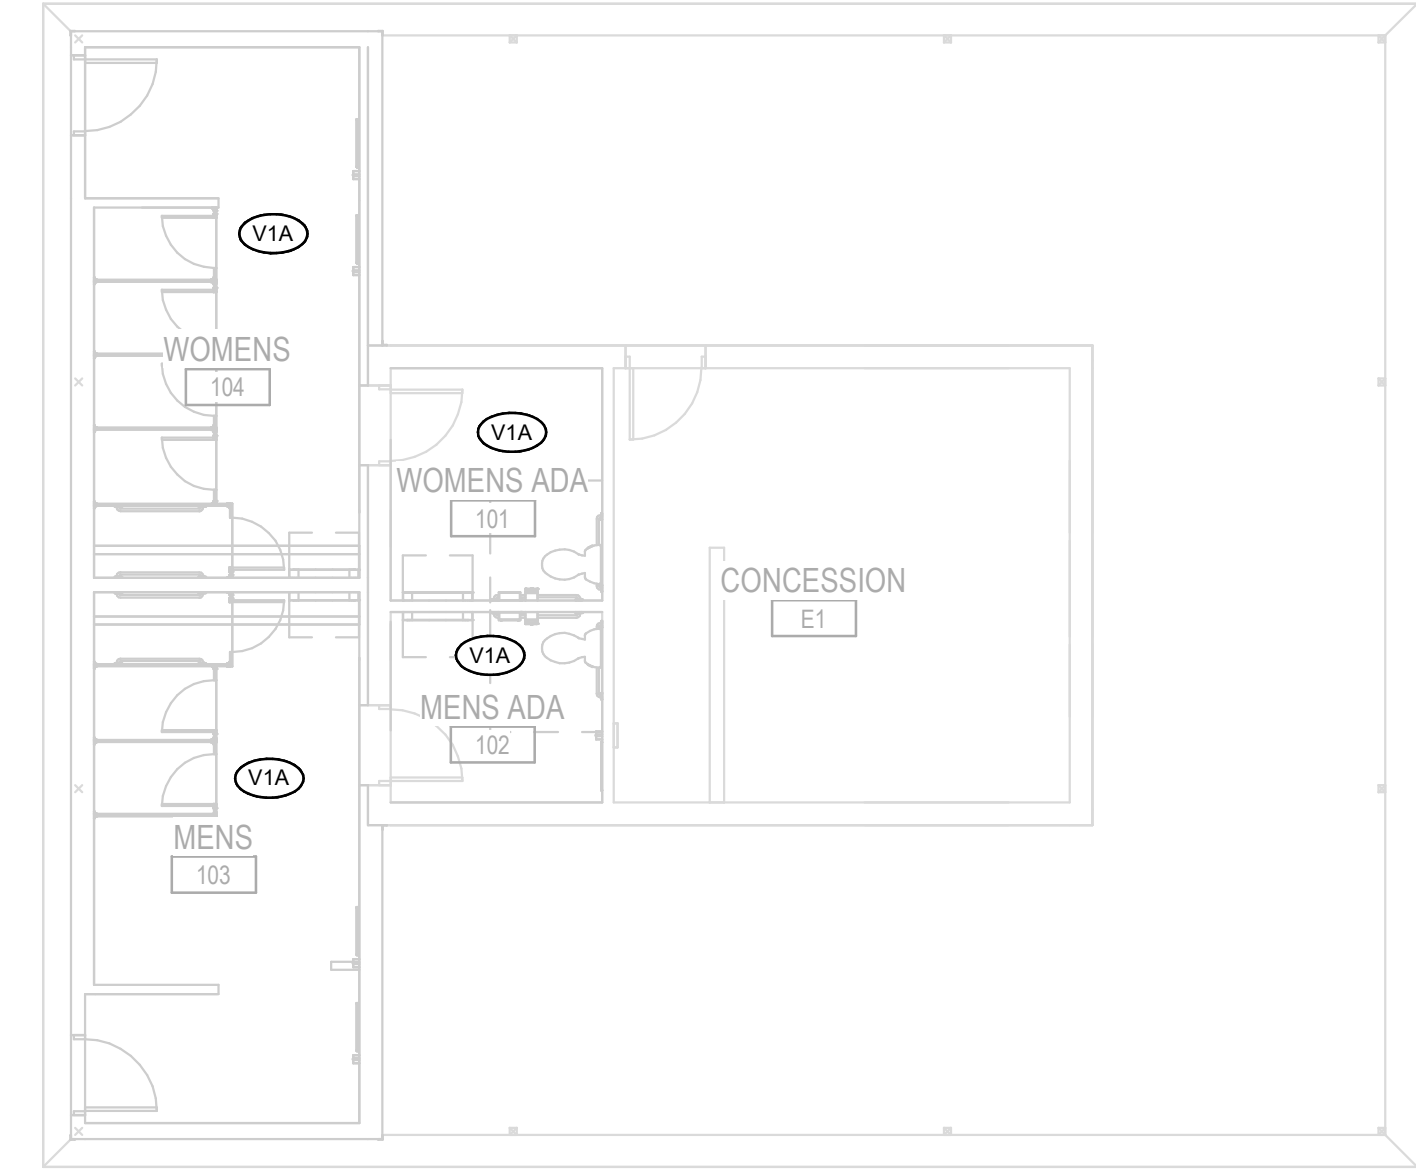 V1A
WOMENS
104
V1A
WOMENS ADA
101
CONCESSION
E1
V1A
MENS ADA
102
V1A
MENS
103